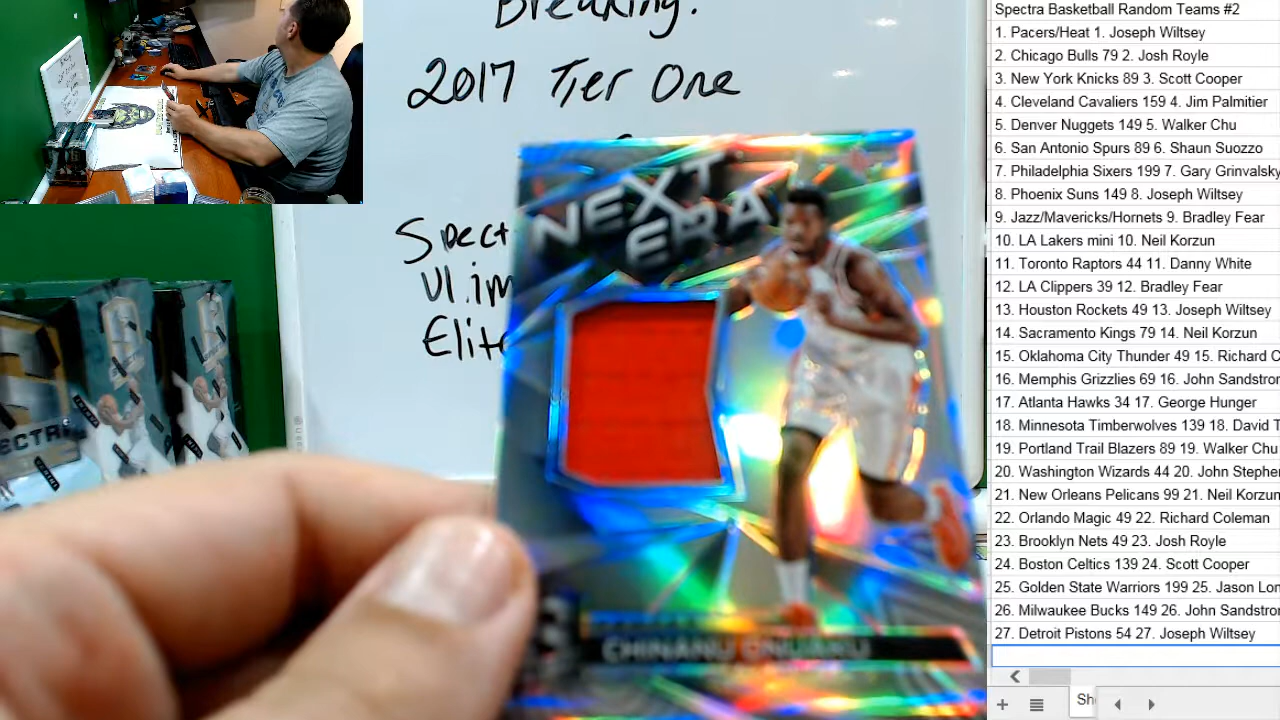 Breaking!
2017 Tier One
Spect
Ul.im
Elite
NEXT
ERA
CHINANU ONUAKU
ECTR
Spectra Basketball Random Teams #2
1. Pacers/Heat 1. Joseph Wiltsey
2. Chicago Bulls 79 2. Josh Royle
3. New York Knicks 89 3. Scott Cooper
4. Cleveland Cavaliers 159 4. Jim Palmitier
5. Denver Nuggets 149 5. Walker Chu
6. San Antonio Spurs 89 6. Shaun Suozzo
7. Philadelphia Sixers 199 7. Gary Grinvalsky
8. Phoenix Suns 149 8. Joseph Wiltsey
9. Jazz/Mavericks/Hornets 9. Bradley Fear
10. LA Lakers mini 10. Neil Korzun
11. Toronto Raptors 44 11. Danny White
12. LA Clippers 39 12. Bradley Fear
13. Houston Rockets 49 13. Joseph Wiltsey
14. Sacramento Kings 79 14. Neil Korzun
15. Oklahoma City Thunder 49 15. Richard C
16. Memphis Grizzlies 69 16. John Sandstron
17. Atlanta Hawks 34 17. George Hunger
18. Minnesota Timberwolves 139 18. David T
19. Portland Trail Blazers 89 19. Walker Chu
20. Washington Wizards 44 20. John Stephe
21. New Orleans Pelicans 99 21. Neil Korzun
22. Orlando Magic 49 22. Richard Coleman
23. Brooklyn Nets 49 23. Josh Royle
24. Boston Celtics 139 24. Scott Cooper
25. Golden State Warriors 199 25. Jason Lor
26. Milwaukee Bucks 149 26. John Sandstro
27. Detroit Pistons 54 27. Joseph Wiltsey
Sh